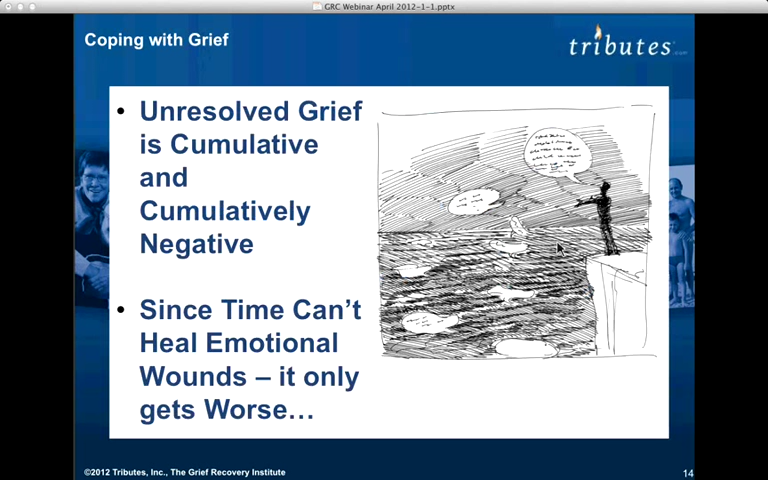 GRC Webinar April 2012-1-1.pptx
Coping with Grief
tributes.com
• Unresolved Grief
is Cumulative
and
Cumulatively
Negative
• Since Time Can’t
Heal Emotional
Wounds – it only
gets Worse…
©2012 Tributes, Inc., The Grief Recovery Institute
14